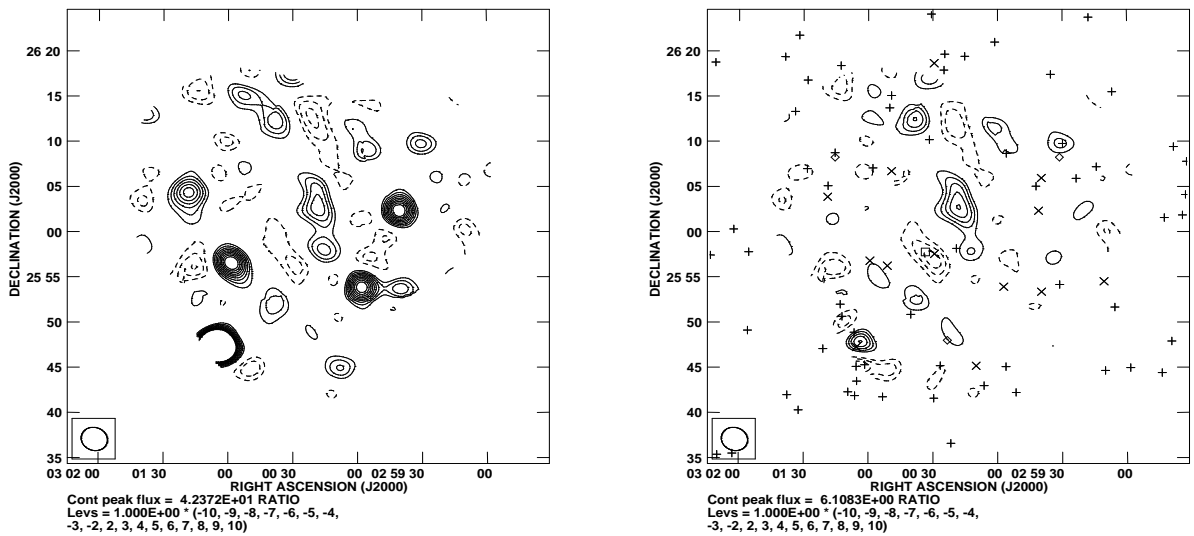 26 20
15
10
05
00
25 55
50
45
40
35
DECLINATION (J2000)
03 02 00 01 30 00 00 30 00 02 59 30 00
RIGHT ASCENSION (J2000)
Cont peak flux = 4.2372E+01 RATIO
Levs = 1.000E+00 * (-10, -9, -8, -7, -6, -5, -4,
-3, -2, 2, 3, 4, 5, 6, 7, 8, 9, 10)
26 20
15
10
05
00
25 55
50
45
40
35
DECLINATION (J2000)
03 02 00 01 30 00 00 30 00 02 59 30 00
RIGHT ASCENSION (J2000)
Cont peak flux = 6.1083E+00 RATIO
Levs = 1.000E+00 * (-10, -9, -8, -7, -6, -5, -4,
-3, -2, 2, 3, 4, 5, 6, 7, 8, 9, 10)